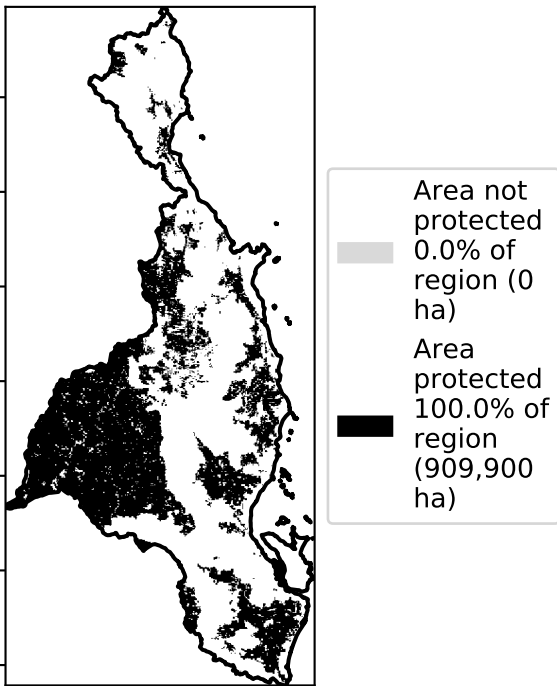 Area not
protected
0.0% of
region (0
ha)
Area
protected
100.0% of
region
(909,900
ha)